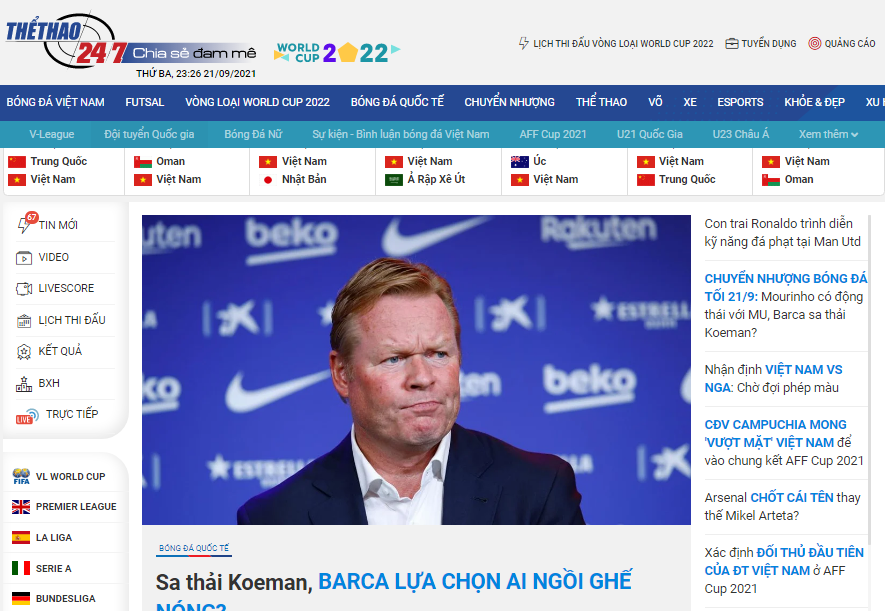 THỂTHAO
24/7
Chia sẻ đam mê
THỨ BA, 23:26 21/09/2021
WORLD
CUP 2022
LỊCH THI ĐẤU VÒNG LOẠI WORLD CUP 2022
TUYỂN DỤNG
QUẢNG CÁO
BÓNG ĐÁ VIỆT NAM FUTSAL VÒNG LOẠI WORLD CUP 2022 BÓNG ĐÁ QUỐC TẾ CHUYỂN NHƯỢNG THỂ THAO VÕ XE ESPORTS KHỎE & ĐẸP XU
V-League Đội tuyển Quốc gia Bóng Đá Nữ Sự kiện - Bình luận bóng đá Việt Nam AFF Cup 2021 U21 Quốc Gia U23 Châu Á Xem thêm
Trung Quốc
Việt Nam
Oman
Việt Nam
Việt Nam
Nhật Bản
Việt Nam
Ả Rập Xê Út
Úc
Việt Nam
Việt Nam
Trung Quốc
Việt Nam
Oman
67
TIN MỚI
VIDEO
LIVESCORE
LỊCH THI ĐẤU
KẾT QUẢ
BXH
LIVE
TRỰC TIẾP
FIFA
VL WORLD CUP
PREMIER LEAGUE
LA LIGA
SERIE A
BUNDESLIGA
beko
Rakuten
beko
BÓNG ĐÁ QUỐC TẾ
Sa thải Koeman, BARCA LỰA CHỌN AI NGỒI GHẾ
NÓNG?
Con trai Ronaldo trình diễn
kỹ năng đá phạt tại Man Utd
CHUYỂN NHƯỢNG BÓNG ĐÁ
TỐI 21/9: Mourinho có động
thái với MU, Barca sa thải
Koeman?
Nhận định VIỆT NAM VS
NGA: Chờ đợi phép màu
CĐV CAMPUCHIA MONG
'VƯỢT MẶT' VIỆT NAM để
vào chung kết AFF Cup 2021
Arsenal CHỐT CÁI TÊN thay
thế Mikel Arteta?
Xác định ĐỐI THỦ ĐẦU TIÊN
CỦA ĐT VIỆT NAM ở AFF
Cup 2021